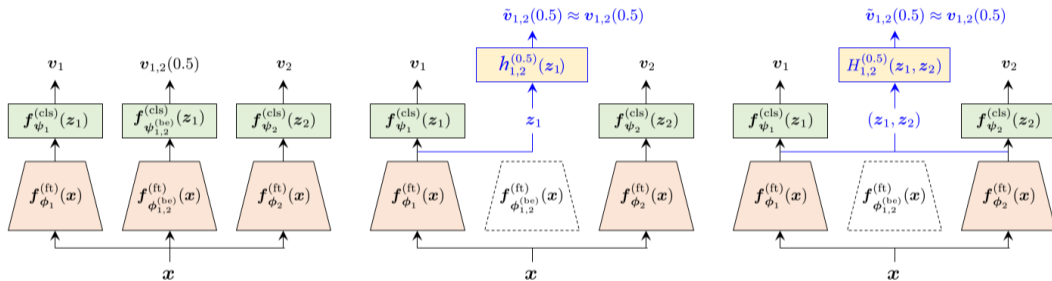 ṽ₁,₂(0.5) ≈ v₁,₂(0.5) ṽ₁,₂(0.5) ≈ v₁,₂(0.5)
v₁ v₁,₂(0.5) v₂ v₁ h₁,₂^(0.5)(z₁) v₂ v₁ H₁,₂^(0.5)(z₁, z₂) v₂
f_ψ₁^(cls)(z₁) f_ψ₁,₂^(be)^(cls)(z₁) f_ψ₂^(cls)(z₂) f_ψ₁^(cls)(z₁) z₁ f_ψ₂^(cls)(z₂) f_ψ₁^(cls)(z₁) (z₁, z₂) f_ψ₂^(cls)(z₂)
f_ϕ₁^(ft)(x) f_ϕ₁,₂^(be)^(ft)(x) f_ϕ₂^(ft)(x) f_ϕ₁^(ft)(x) f_ϕ₁,₂^(be)^(ft)(x) f_ϕ₂^(ft)(x) f_ϕ₁^(ft)(x) f_ϕ₁,₂^(be)^(ft)(x) f_ϕ₂^(ft)(x)
x x x